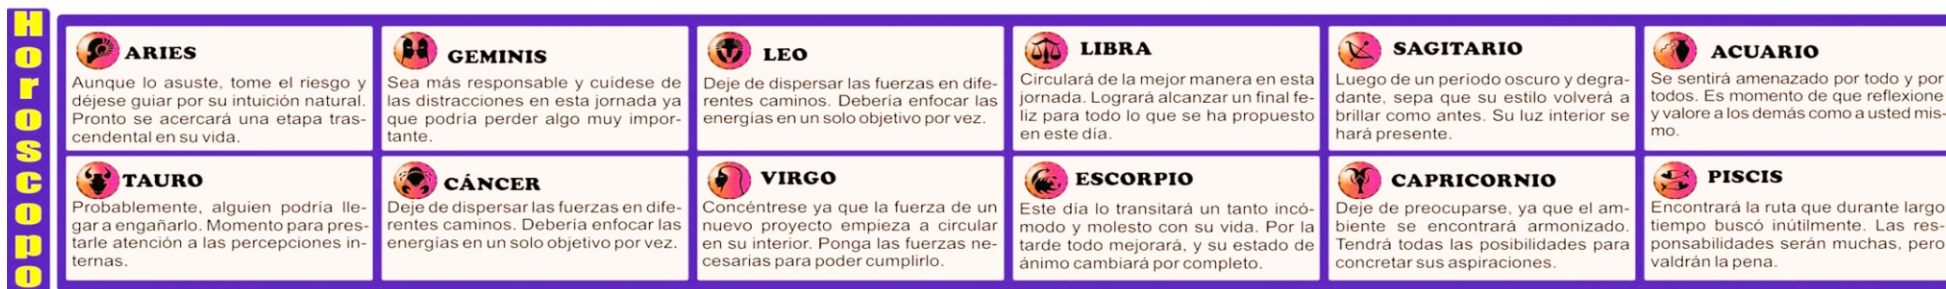 Horoscopo
ARIES
Aunque lo asuste, tome el riesgo y
déjese guiar por su intuición natural.
Pronto se acercará una etapa tras-
cendental en su vida.
TAURO
Probablemente, alguien podría lle-
gar a engañarlo. Momento para pres-
tarle atención a las percepciones in-
ternas.
GEMINIS
Sea más responsable y cuídese de
las distracciones en esta jornada ya
que podría perder algo muy impor-
tante.
CÁNCER
Deje de dispersar las fuerzas en dife-
rentes caminos. Debería enfocar las
energías en un solo objetivo por vez.
LEO
Deje de dispersar las fuerzas en dife-
rentes caminos. Debería enfocar las
energías en un solo objetivo por vez.
VIRGO
Concéntrese ya que la fuerza de un
nuevo proyecto empieza a circular
en su interior. Ponga las fuerzas ne-
cesarias para poder cumplirlo.
LIBRA
Circulará de la mejor manera en esta
jornada. Logrará alcanzar un final fe-
liz para todo lo que se ha propuesto
en este día.
ESCORPIO
Este día lo transitará un tanto incó-
modo y molesto con su vida. Por la
tarde todo mejorará, y su estado de
ánimo cambiará por completo.
SAGITARIO
Luego de un período oscuro y degra-
dante, sepa que su estilo volverá a
brillar como antes. Su luz interior se
hará presente.
CAPRICORNIO
Deje de preocuparse, ya que el am-
biente se encontrará armonizado.
Tendrá todas las posibilidades para
concretar sus aspiraciones.
ACUARIO
Se sentirá amenazado por todo y por
todos. Es momento de que reflexione
y valore a los demás como a usted mis-
mo.
PISCIS
Encontrará la ruta que durante largo
tiempo buscó inútilmente. Las res-
ponsabilidades serán muchas, pero
valdrán la pena.